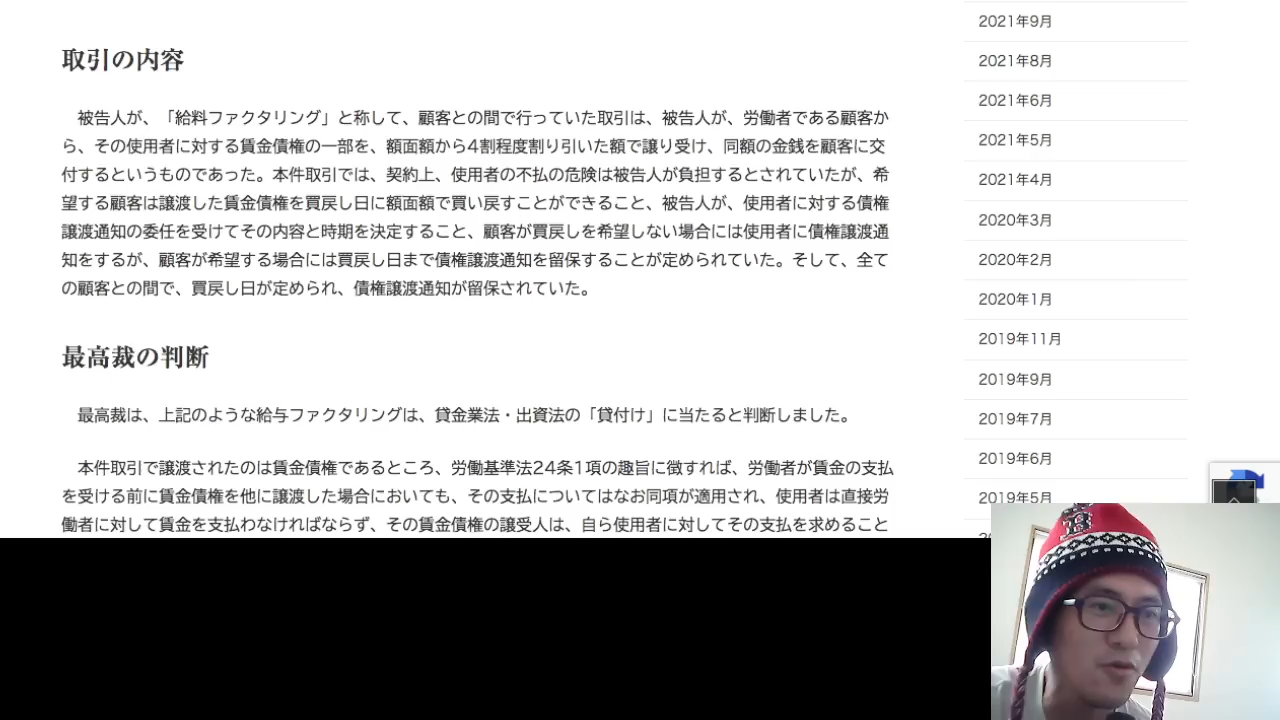 取引の内容
　被告人が、「給料ファクタリング」と称して、顧客との間で行っていた取引は、被告人が、労働者である顧客か
ら、その使用者に対する賃金債権の一部を、額面額から4割程度割り引いた額で譲り受け、同額の金銭を顧客に交
付するというものであった。本件取引では、契約上、使用者の不払の危険は被告人が負担するとされていたが、希
望する顧客は譲渡した賃金債権を買戻し日に額面額で買い戻すことができること、被告人が、使用者に対する債権
譲渡通知の委任を受けてその内容と時期を決定すること、顧客が買戻しを希望しない場合には使用者に債権譲渡通
知をするが、顧客が希望する場合には買戻し日まで債権譲渡通知を留保することが定められていた。そして、全て
の顧客との間で、買戻し日が定められ、債権譲渡通知が留保されていた。
最高裁の判断
　最高裁は、上記のような給与ファクタリングは、貸金業法・出資法の「貸付け」に当たると判断しました。
　本件取引で譲渡されたのは賃金債権であるところ、労働基準法24条1項の趣旨に徴すれば、労働者が賃金の支払
を受ける前に賃金債権を他に譲渡した場合においても、その支払についてはなお同項が適用され、使用者は直接労
働者に対して賃金を支払わなければならず、その賃金債権の譲受人は、自ら使用者に対してその支払を求めること
2021年9月
2021年8月
2021年6月
2021年5月
2021年4月
2020年3月
2020年2月
2020年1月
2019年11月
2019年9月
2019年7月
2019年6月
2019年5月
B